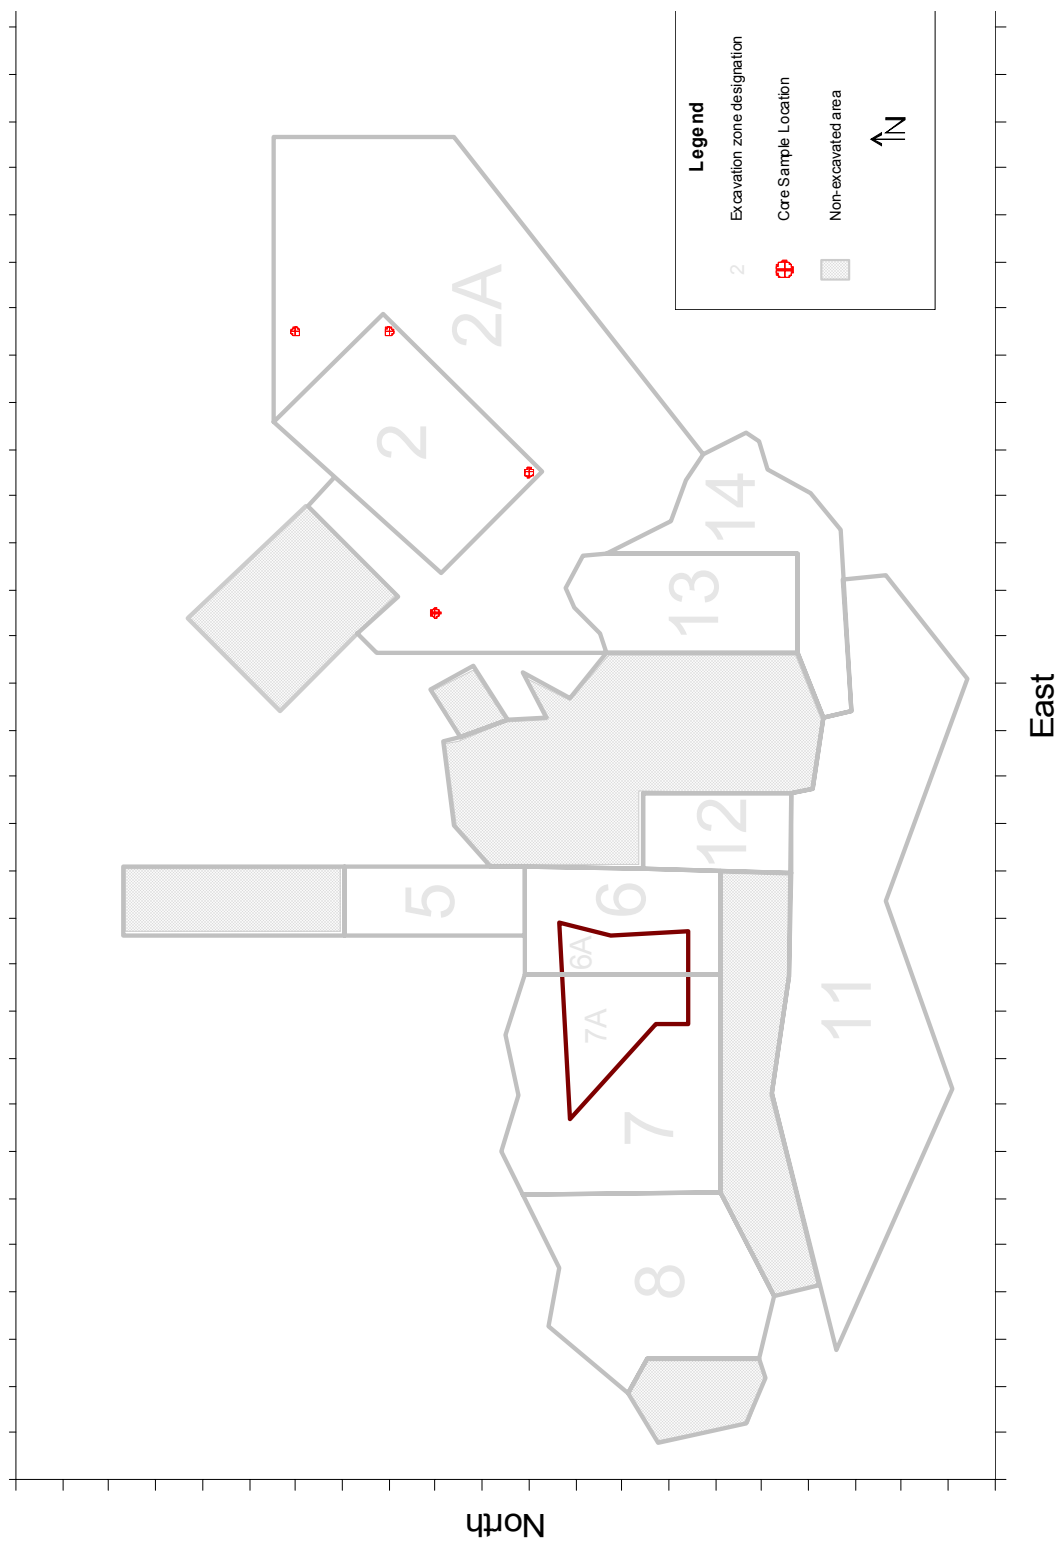 Legend
2 Excavation zone designation
Core Sample Location
Non-excavated area
N
2A
2
14
13
12
5
6
6A
7A
7
11
8
East
North